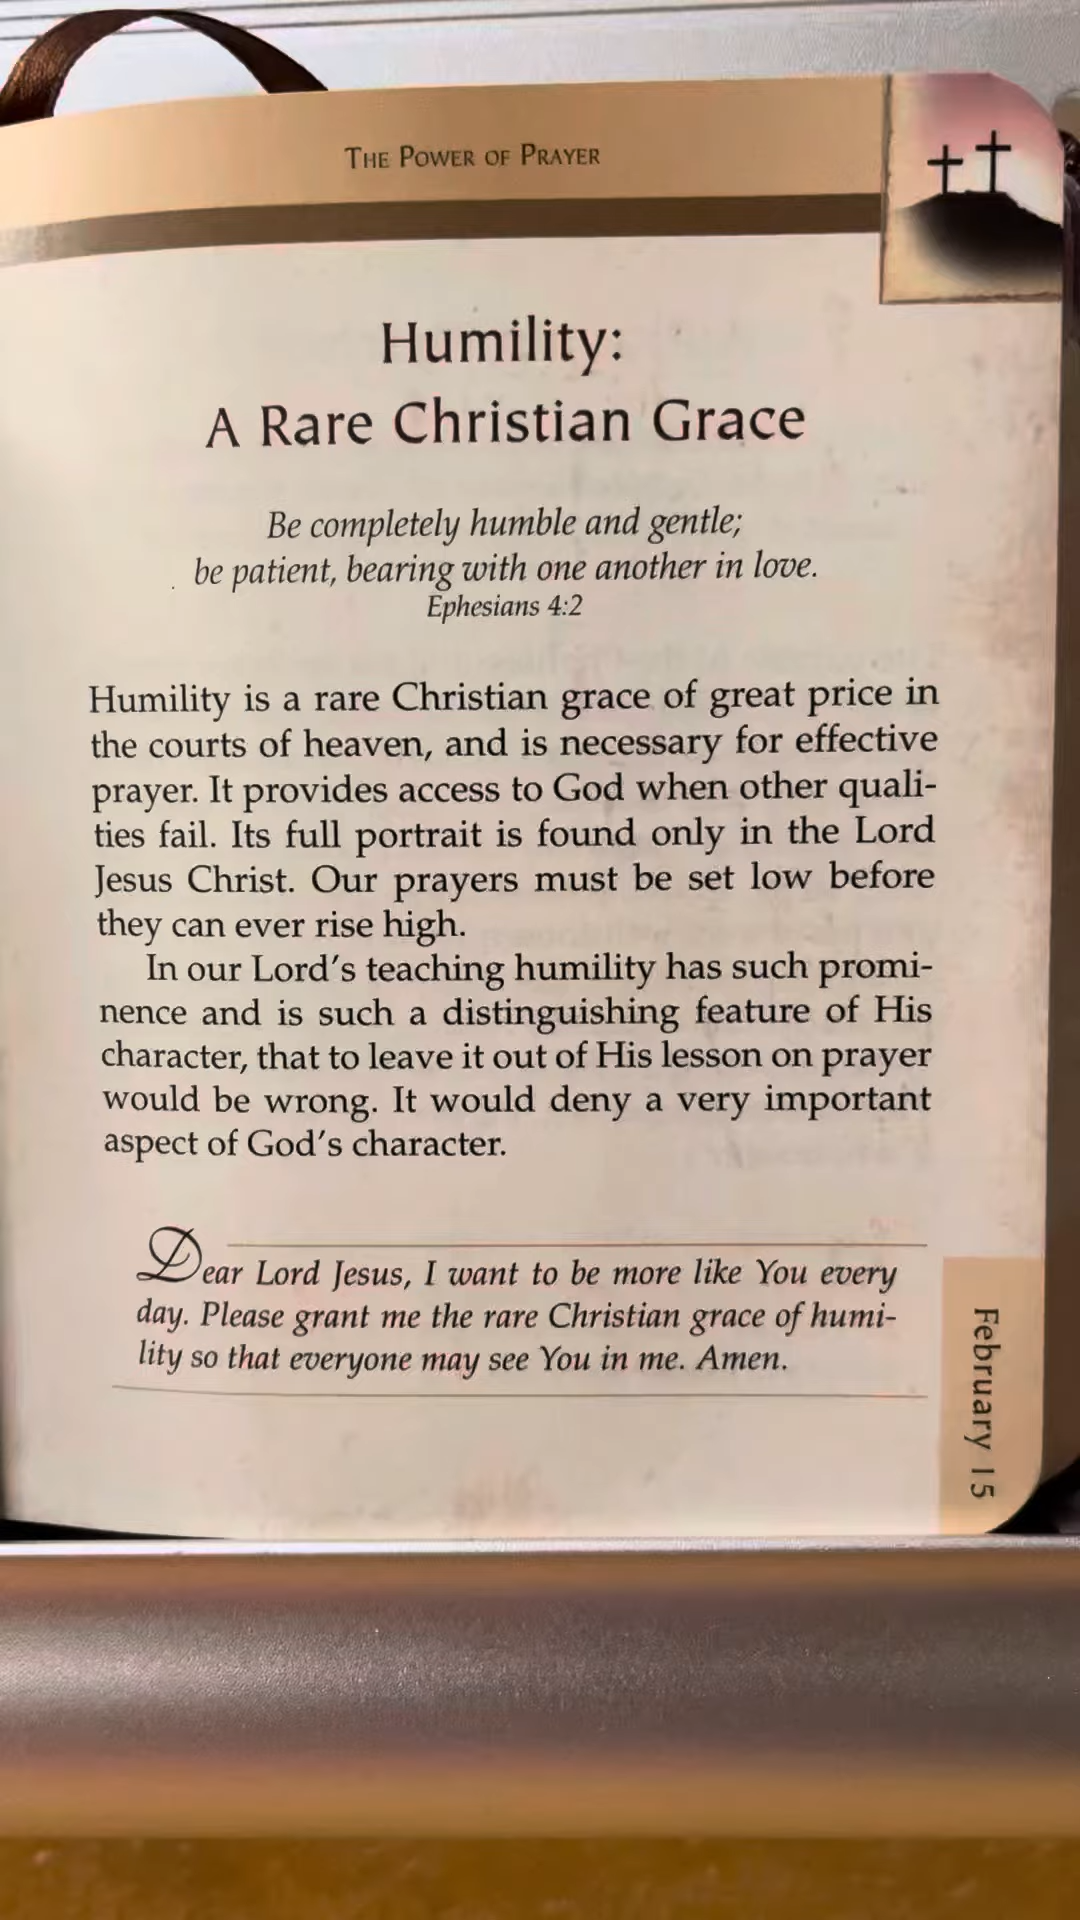 THE POWER OF PRAYER
Humility:
A Rare Christian Grace
Be completely humble and gentle;
be patient, bearing with one another in love.
Ephesians 4:2
Humility is a rare Christian grace of great price in
the courts of heaven, and is necessary for effective
prayer. It provides access to God when other quali-
ties fail. Its full portrait is found only in the Lord
Jesus Christ. Our prayers must be set low before
they can ever rise high.
In our Lord's teaching humility has such promi-
nence and is such a distinguishing feature of His
character, that to leave it out of His lesson on prayer
would be wrong. It would deny a very important
aspect of God's character.
Dear Lord Jesus, I want to be more like You every
day. Please grant me the rare Christian grace of humi-
lity so that everyone may see You in me. Amen.
February 15